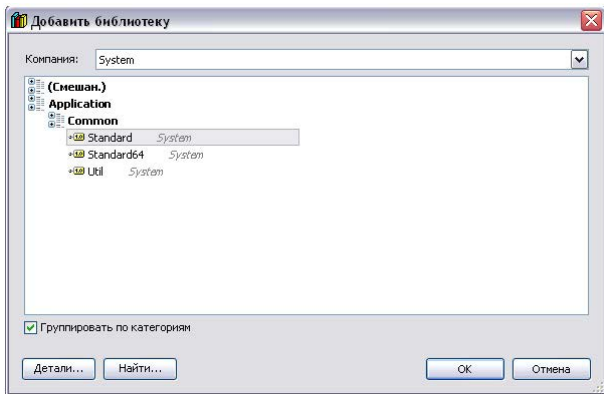 Добавить библиотеку
Компания: System
(Смешан.)
Application
Common
Standard System
Standard64 System
Util System
Группировать по категориям
Детали... Найти... OK Отмена